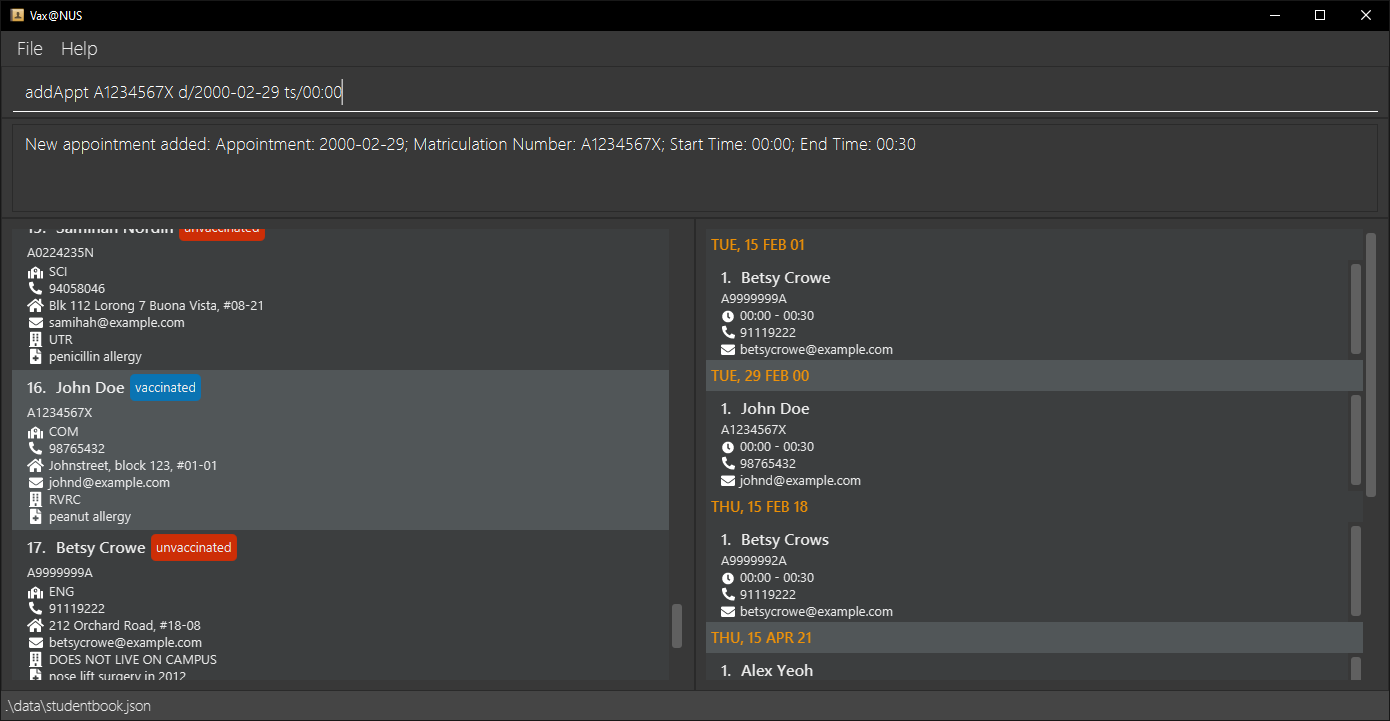 Vax@NUS
File Help
addAppt A1234567X d/2000-02-29 ts/00:00
New appointment added: Appointment: 2000-02-29; Matriculation Number: A1234567X; Start Time: 00:00; End Time: 00:30
15. Samihah Nordin unvaccinated
A0224235N
SCI
94058046
Blk 112 Lorong 7 Buona Vista, #08-21
samihah@example.com
UTR
penicillin allergy
16. John Doe vaccinated
A1234567X
COM
98765432
Johnstreet, block 123, #01-01
johnd@example.com
RVRC
peanut allergy
17. Betsy Crowe unvaccinated
A9999999A
ENG
91119222
212 Orchard Road, #18-08
betsycrowe@example.com
DOES NOT LIVE ON CAMPUS
nose lift surgery in 2012
TUE, 15 FEB 01
1. Betsy Crowe
A9999999A
00:00 - 00:30
91119222
betsycrowe@example.com
TUE, 29 FEB 00
1. John Doe
A1234567X
00:00 - 00:30
98765432
johnd@example.com
THU, 15 FEB 18
1. Betsy Crows
A9999992A
00:00 - 00:30
91119222
betsycrowe@example.com
THU, 15 APR 21
1. Alex Yeoh
.\data\studentbook.json